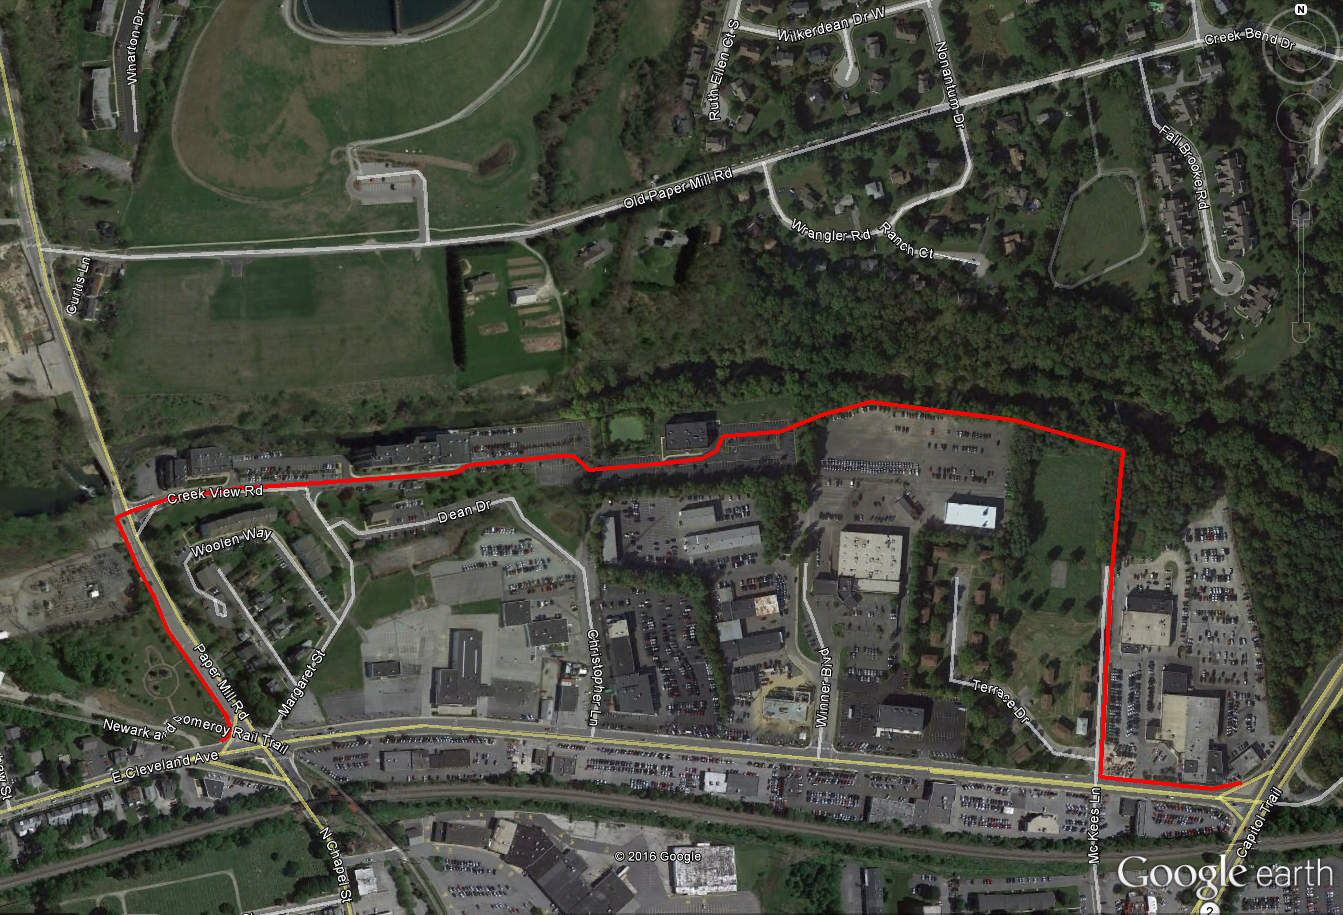 N
Wharton Dr
Ruth Ellen Ct S
Wilkerdean Dr W
Nonantum Dr
Creek Bend Dr
Fall Brooke Rd
Old Paper Mill Rd
Wrangler Rd
Ranch Ct
Curtis Ln
Creek View Rd
Dean Dr
Woolen Way
Christopher Ln
Paper Mill Rd
Margaret St
Winner Blvd
Terrace Dr
Newark and Pomeroy Rail Trail
E Cleveland Ave
St
N Chapel St
Mc Kees Ln
Capitol Trail
© 2016 Google
Google earth
2